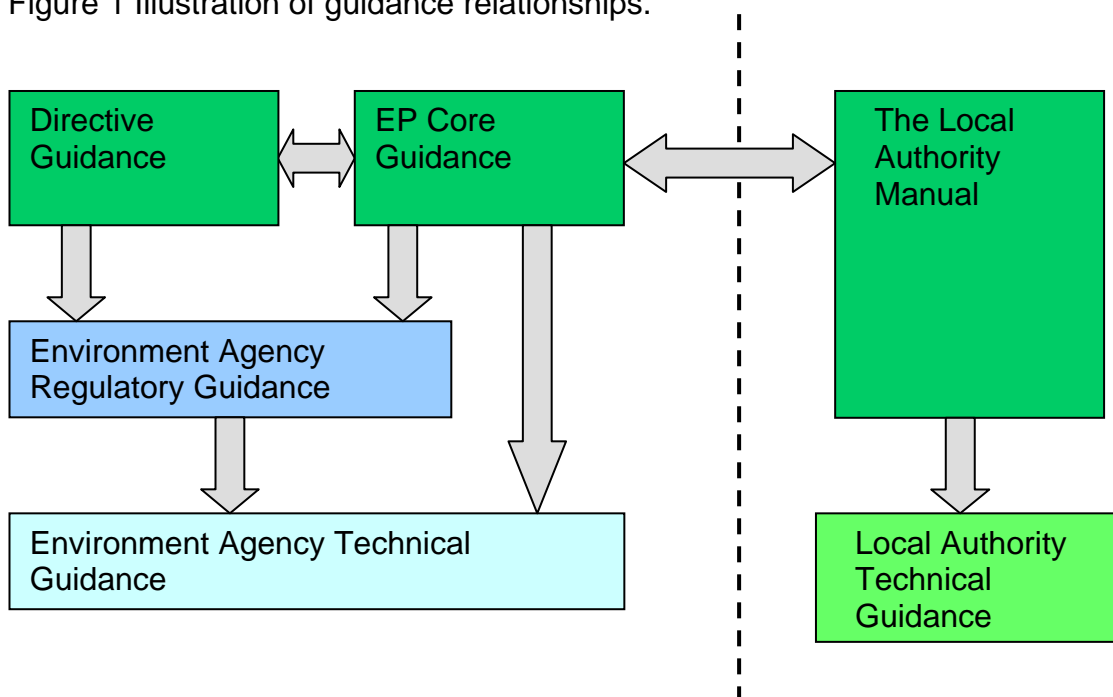 Figure 1 Illustration of guidance relationships.
Directive
Guidance
EP Core
Guidance
The Local
Authority
Manual
Environment Agency
Regulatory Guidance
Environment Agency Technical
Guidance
Local Authority
Technical
Guidance